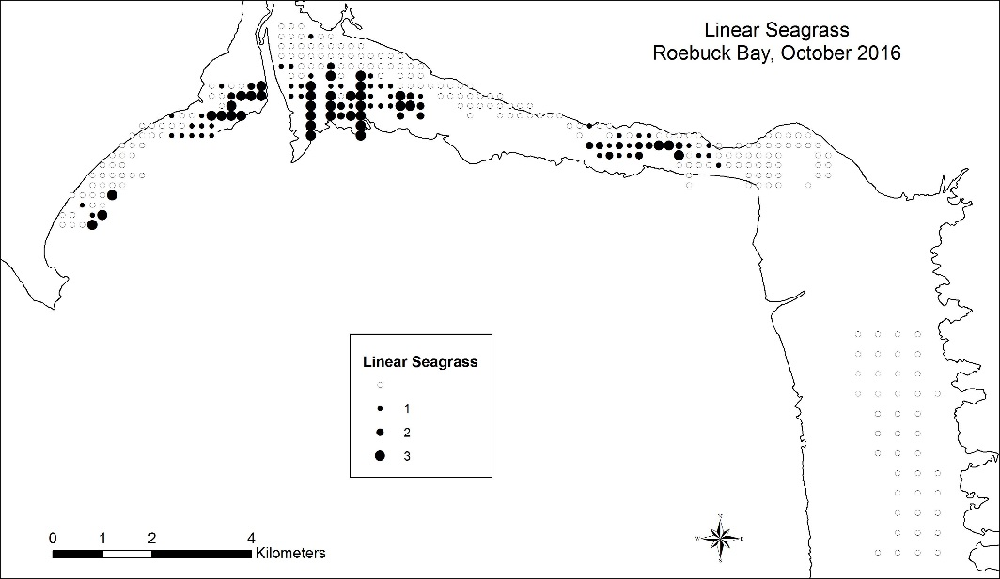 Linear Seagrass
Roebuck Bay, October 2016
Linear Seagrass
1
2
3
0 1 2 4
Kilometers
N
W E
S